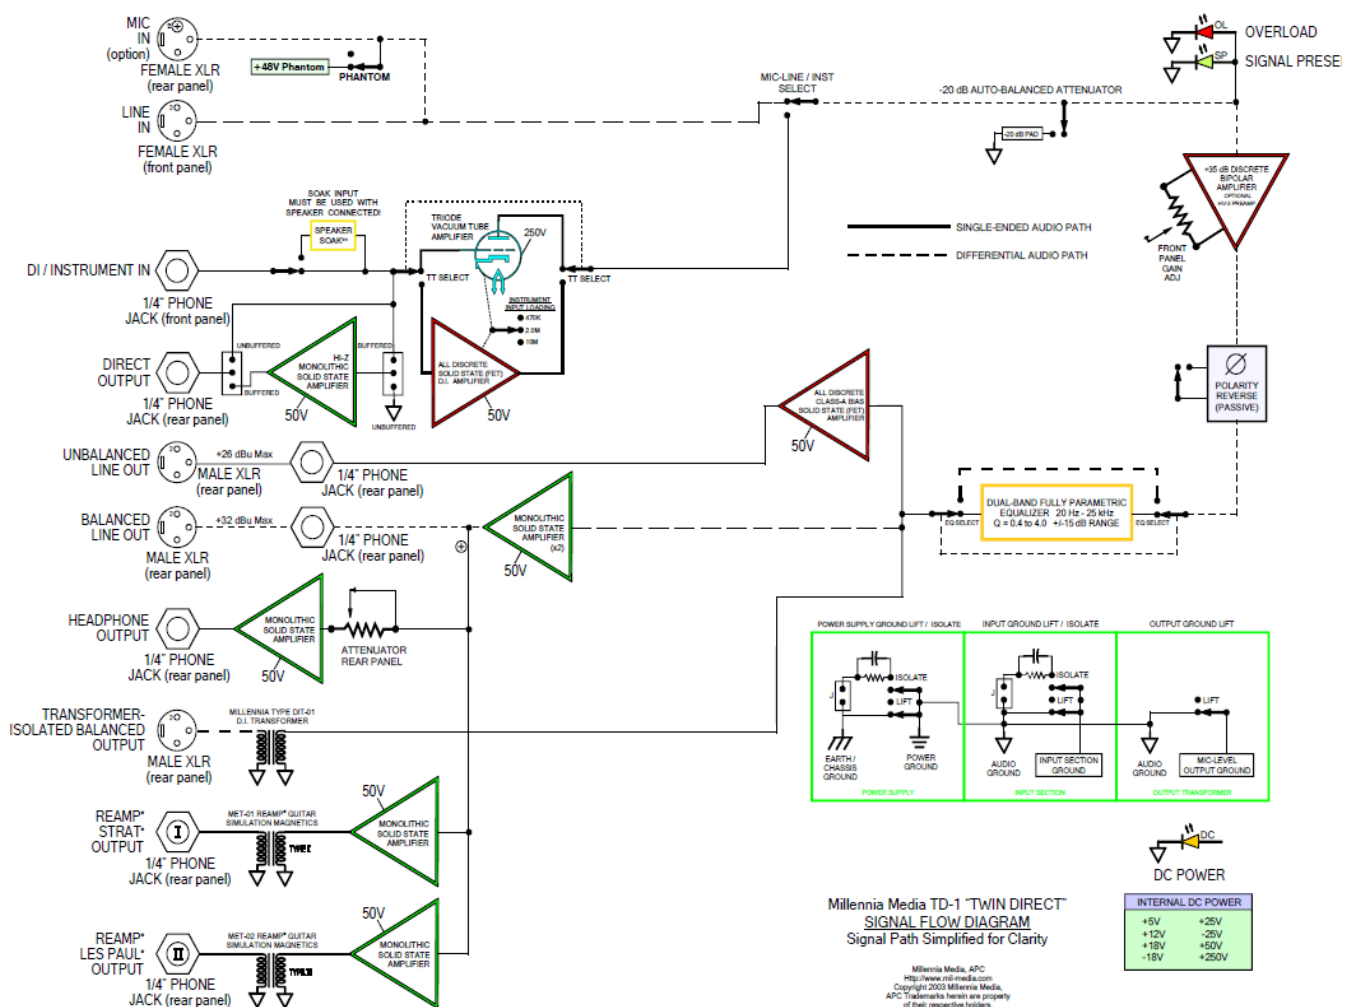 MIC
IN
(option)
FEMALE XLR
(rear panel)
+48V Phantom
PHANTOM
LINE
IN
FEMALE XLR
(front panel)
MIC-LINE / INST
SELECT
-20 dB AUTO-BALANCED ATTENUATOR
-20 dB PAD
OL
OVERLOAD
SP
SIGNAL PRESE
+35 dB DISCRETE
BIPOLAR
AMPLIFIER
OPTIONAL
HV-3 PREAMP
FRONT
PANEL
GAIN
ADJ
SINGLE-ENDED AUDIO PATH
DIFFERENTIAL AUDIO PATH
SOAK INPUT
MUST BE USED WITH
SPEAKER CONNECTED!
SPEAKER
SOAK**
TRIODE
VACUUM TUBE
AMPLIFIER
250V
DI / INSTRUMENT IN
TT SELECT
TT SELECT
1/4" PHONE
JACK (front panel)
INSTRUMENT
INPUT LOADING
470K
2.0M
10M
DIRECT
OUTPUT
1/4" PHONE
JACK (rear panel)
UNBUFFERED
BUFFERED
HI-Z
MONOLITHIC
SOLID STATE
AMPLIFIER
50V
BUFFERED
UNBUFFERED
ALL DISCRETE
SOLID STATE (FET)
D.I. AMPLIFIER
50V
ALL DISCRETE
CLASS-A BIAS
SOLID STATE (FET)
AMPLIFIER
50V
POLARITY
REVERSE
(PASSIVE)
UNBALANCED
LINE OUT
+26 dBu Max
MALE XLR
(rear panel)
1/4" PHONE
JACK (rear panel)
BALANCED
LINE OUT
+32 dBu Max
MALE XLR
(rear panel)
1/4" PHONE
JACK (rear panel)
MONOLITHIC
SOLID STATE
AMPLIFIER
(x2)
50V
EQ SELECT
DUAL-BAND FULLY PARAMETRIC
EQUALIZER 20 Hz - 25 kHz
Q = 0.4 to 4.0 +/-15 dB RANGE
EQ SELECT
HEADPHONE
OUTPUT
1/4" PHONE
JACK (rear panel)
MONOLITHIC
SOLID STATE
AMPLIFIER
50V
ATTENUATOR
REAR PANEL
POWER SUPPLY GROUND LIFT / ISOLATE
INPUT GROUND LIFT / ISOLATE
OUTPUT GROUND LIFT
J
ISOLATE
LIFT
EARTH /
CHASSIS
GROUND
POWER
GROUND
POWER SUPPLY
J
ISOLATE
LIFT
AUDIO
GROUND
INPUT SECTION
GROUND
INPUT SECTION
LIFT
AUDIO
GROUND
MIC-LEVEL
OUTPUT GROUND
OUTPUT TRANSFORMER
TRANSFORMER-
ISOLATED BALANCED
OUTPUT
MALE XLR
(rear panel)
MILLENNIA TYPE DIT-01
D.I. TRANSFORMER
REAMP*
STRAT*
OUTPUT
I
1/4" PHONE
JACK (rear panel)
MET-01 REAMP* GUITAR
SIMULATION MAGNETICS
TYPE I
50V
MONOLITHIC
SOLID STATE
AMPLIFIER
REAMP*
LES PAUL*
OUTPUT
II
1/4" PHONE
JACK (rear panel)
MET-02 REAMP* GUITAR
SIMULATION MAGNETICS
TYPE II
50V
MONOLITHIC
SOLID STATE
AMPLIFIER
DC
DC POWER
Millennia Media TD-1 "TWIN DIRECT"
SIGNAL FLOW DIAGRAM
Signal Path Simplified for Clarity
INTERNAL DC POWER
+5V +25V
+12V -25V
+18V +50V
-18V +250V
Millennia Media, APC
Http://www.mil-media.com
Copyright 2003 Millennia Media,
APC Trademarks herein are property
of their respective holders.